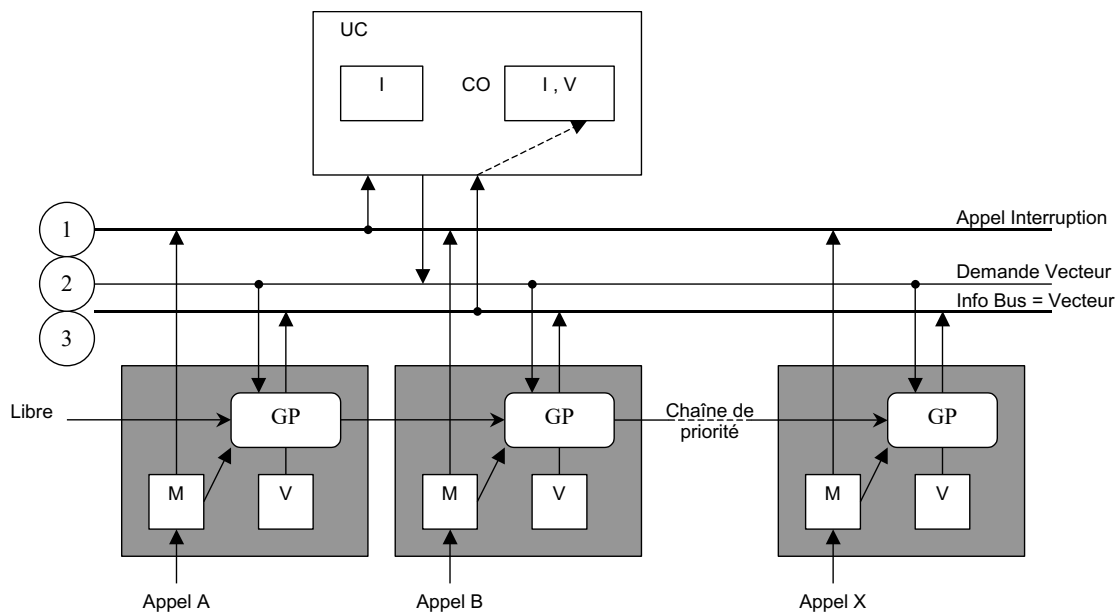 UC
I
CO
I , V
1
Appel Interruption
2
Demande Vecteur
Info Bus = Vecteur
3
Libre
GP
GP
Chaîne de
priorité
GP
M
V
M
V
M
V
Appel A
Appel B
Appel X